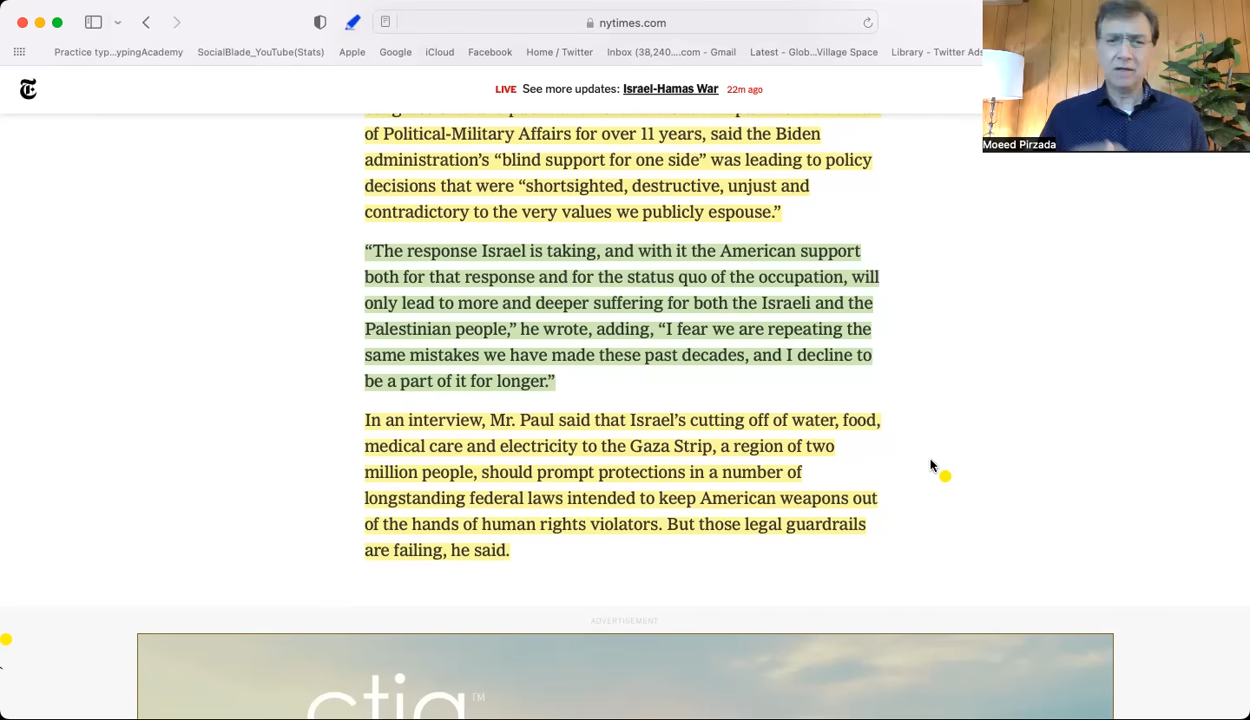 nytimes.com
Practice typ...ypingAcademy SocialBlade_YouTube(Stats) Apple Google iCloud Facebook Home / Twitter Inbox (38,240....com - Gmail Latest - Glob...Village Space Library - Twitter Ads
LIVE See more updates: Israel-Hamas War 22m ago
Moeed Pirzada
of Political-Military Affairs for over 11 years, said the Biden
administration’s “blind support for one side” was leading to policy
decisions that were “shortsighted, destructive, unjust and
contradictory to the very values we publicly espouse.”
“The response Israel is taking, and with it the American support
both for that response and for the status quo of the occupation, will
only lead to more and deeper suffering for both the Israeli and the
Palestinian people,” he wrote, adding, “I fear we are repeating the
same mistakes we have made these past decades, and I decline to
be a part of it for longer.”
In an interview, Mr. Paul said that Israel’s cutting off of water, food,
medical care and electricity to the Gaza Strip, a region of two
million people, should prompt protections in a number of
longstanding federal laws intended to keep American weapons out
of the hands of human rights violators. But those legal guardrails
are failing, he said.
ADVERTISEMENT
TM